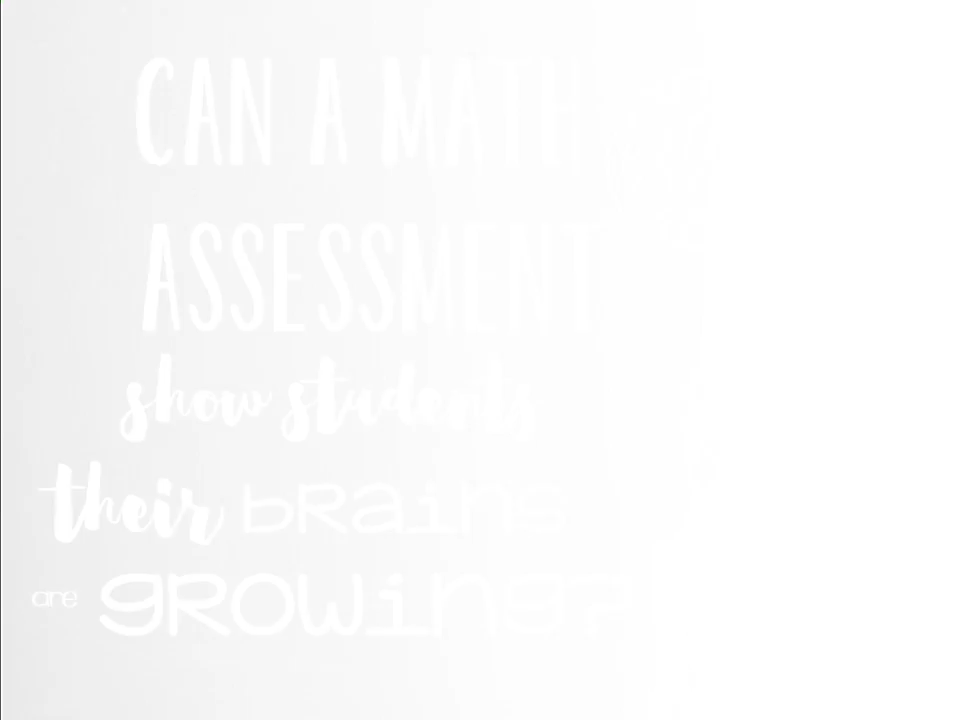 CAN A MATH
ASSESSMENT
show students
their brains
are growing?